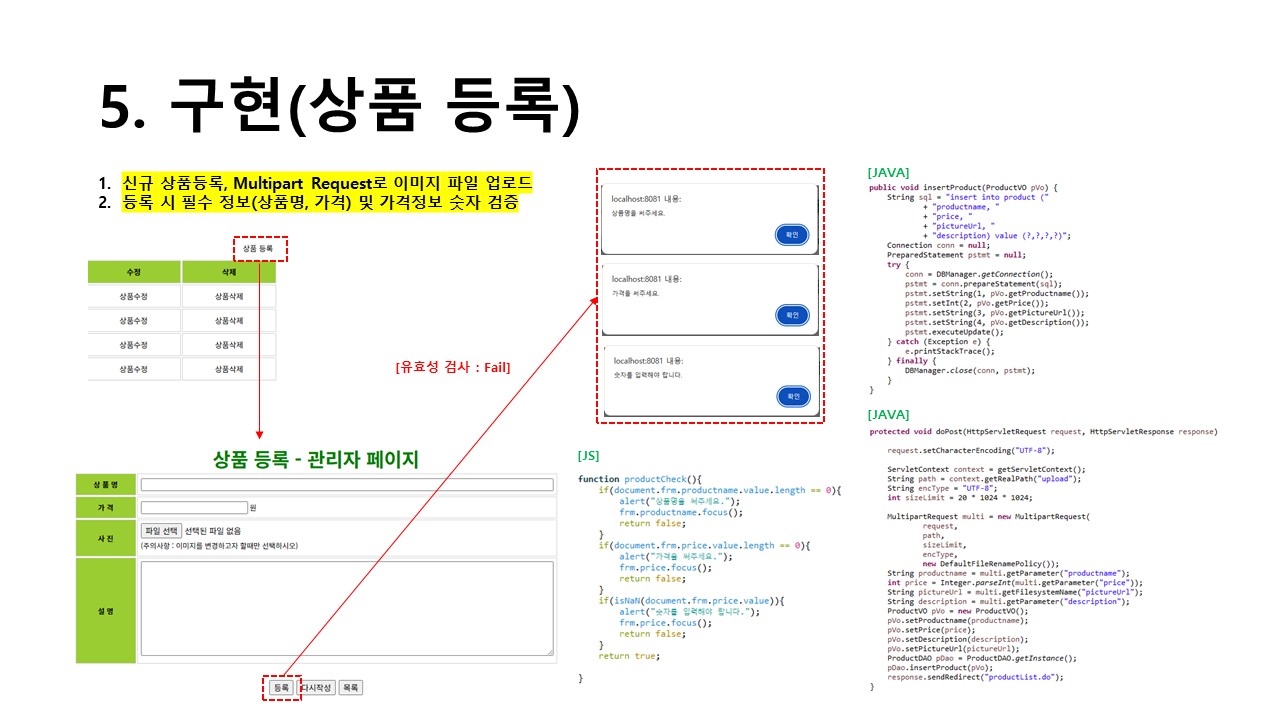 5. 구현(상품 등록)
1. 신규 상품등록, Multipart Request로 이미지 파일 업로드
2. 등록 시 필수 정보(상품명, 가격) 및 가격정보 숫자 검증
상품 등록
수정 삭제
상품수정 상품삭제
상품수정 상품삭제
상품수정 상품삭제
상품수정 상품삭제
[유효성 검사 : Fail]
상품 등록 - 관리자 페이지
상 품 명
가 격 원
사 진 파일 선택 선택된 파일 없음
(주의사항 : 이미지를 변경하고자 할때만 선택하시오)
설 명
등록 다시작성 목록
localhost:8081 내용:
상품명을 써주세요.
확인
localhost:8081 내용:
가격을 써주세요.
확인
localhost:8081 내용:
숫자를 입력해야 합니다.
확인
[JS]
function productCheck(){
if(document.frm.productname.value.length == 0){
alert("상품명을 써주세요.");
frm.productname.focus();
return false;
}
if(document.frm.price.value.length == 0){
alert("가격을 써주세요.");
frm.price.focus();
return false;
}
if(isNaN(document.frm.price.value)){
alert("숫자를 입력해야 합니다.");
frm.price.focus();
return false;
}
return true;
}
[JAVA]
public void insertProduct(ProductVO pVo) {
String sql = "insert into product ("
+ "productname, "
+ "price, "
+ "pictureUrl, "
+ "description) value (?,?,?,?)";
Connection conn = null;
PreparedStatement pstmt = null;
try {
conn = DBManager.getConnection();
pstmt = conn.prepareStatement(sql);
pstmt.setString(1, pVo.getProductname());
pstmt.setInt(2, pVo.getPrice());
pstmt.setString(3, pVo.getPictureUrl());
pstmt.setString(4, pVo.getDescription());
pstmt.executeUpdate();
} catch (Exception e) {
e.printStackTrace();
} finally {
DBManager.close(conn, pstmt);
}
}
[JAVA]
protected void doPost(HttpServletRequest request, HttpServletResponse response)
request.setCharacterEncoding("UTF-8");
ServletContext context = getServletContext();
String path = context.getRealPath("upload");
String encType = "UTF-8";
int sizeLimit = 20 * 1024 * 1024;
MultipartRequest multi = new MultipartRequest(
request,
path,
sizeLimit,
encType,
new DefaultFileRenamePolicy());
String productname = multi.getParameter("productname");
int price = Integer.parseInt(multi.getParameter("price"));
String pictureUrl = multi.getFilesystemName("pictureUrl");
String description = multi.getParameter("description");
ProductVO pVo = new ProductVO();
pVo.setProductname(productname);
pVo.setPrice(price);
pVo.setDescription(description);
pVo.setPictureUrl(pictureUrl);
ProductDAO pDao = ProductDAO.getInstance();
pDao.insertProduct(pVo);
response.sendRedirect("productList.do");
}